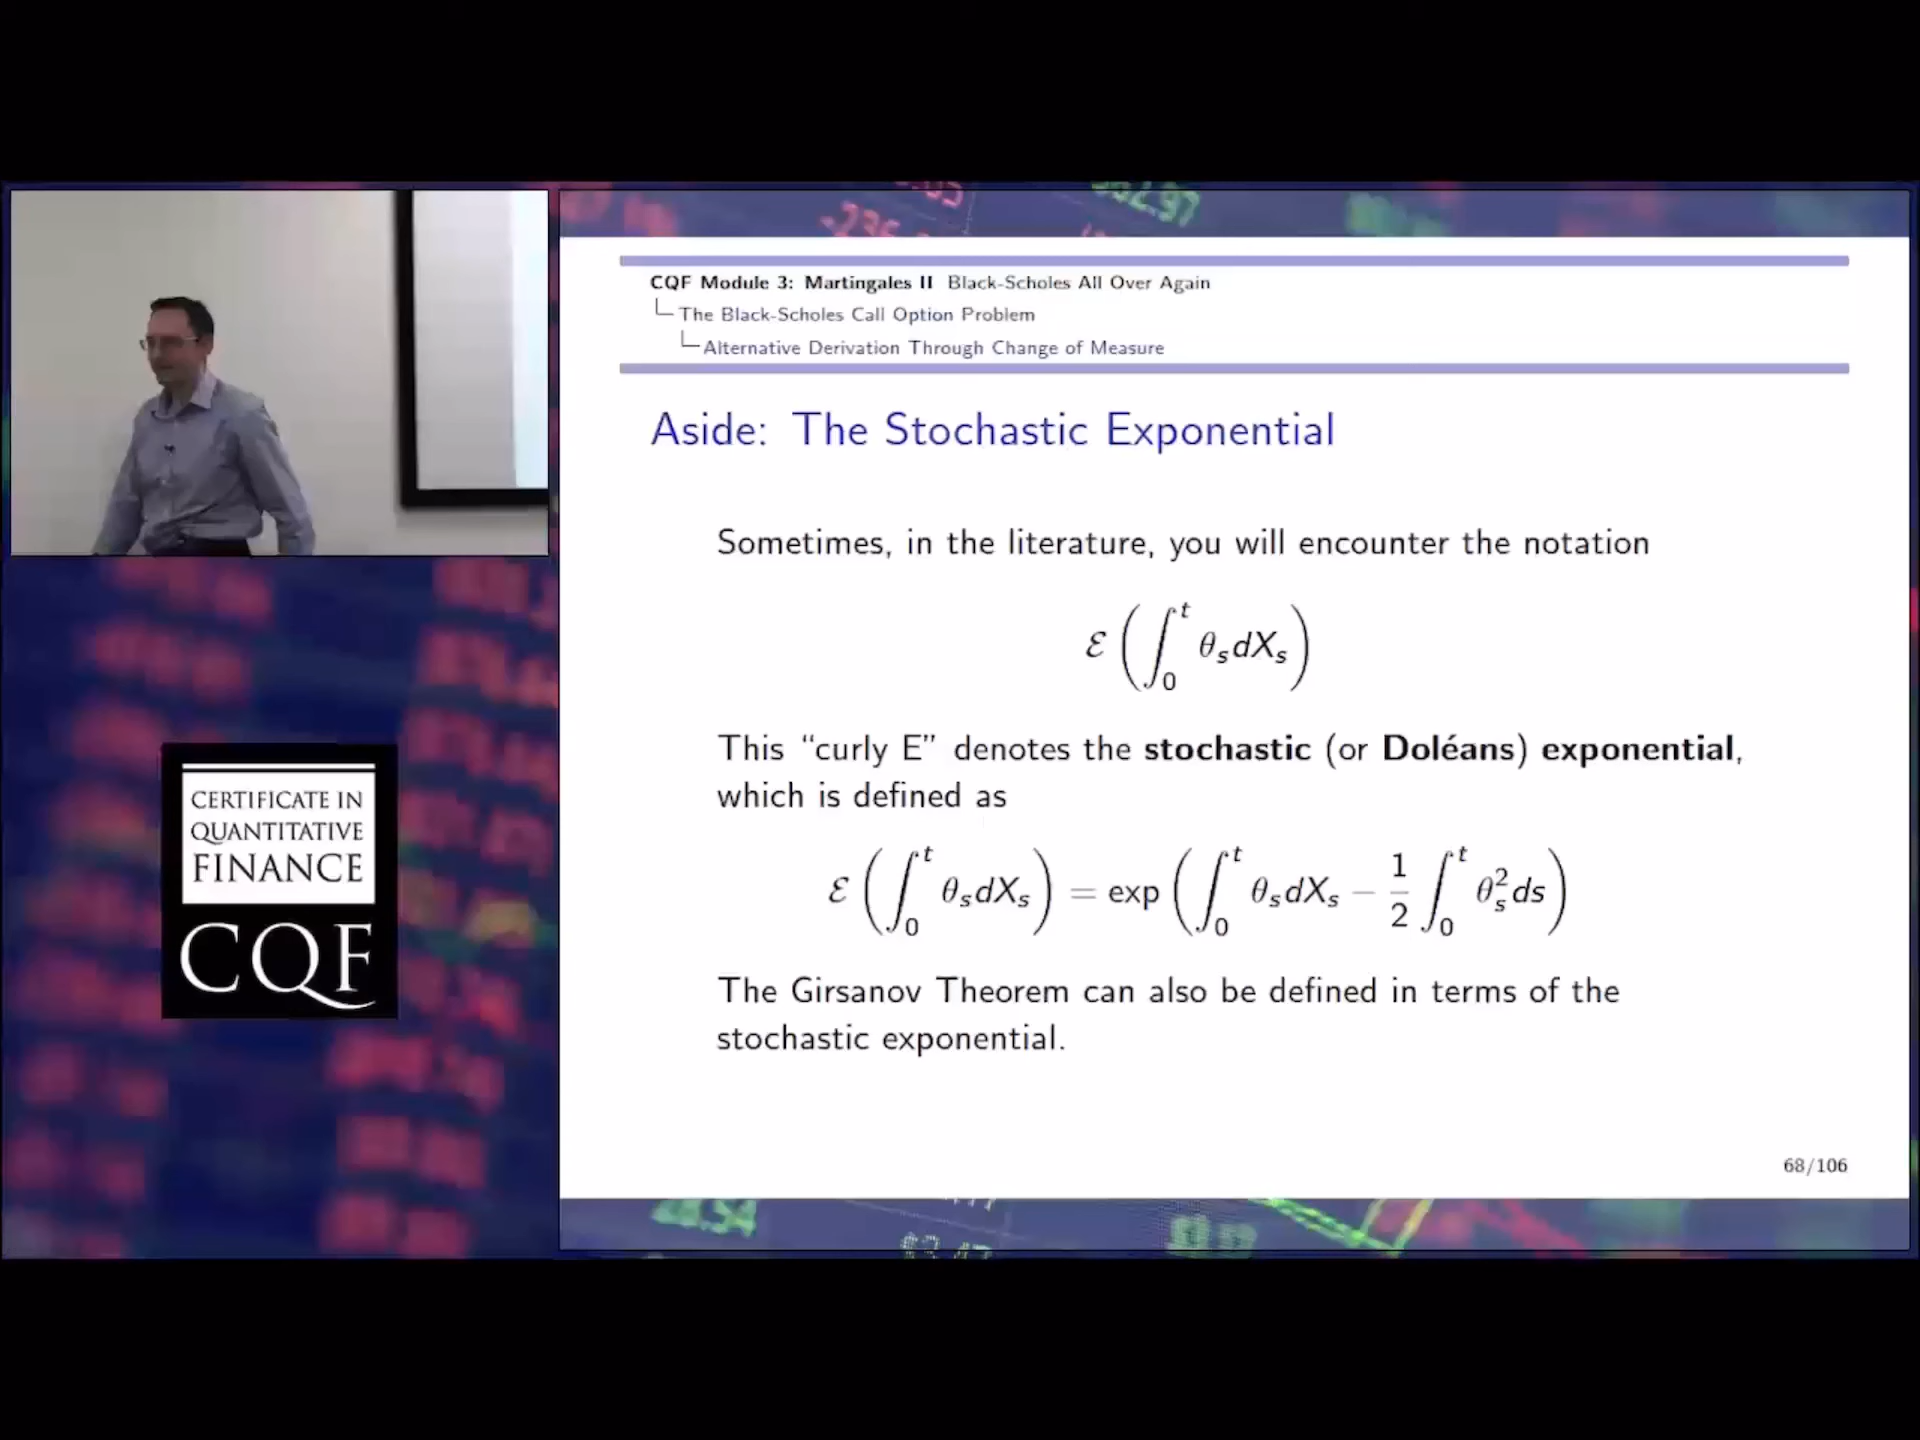 CQF Module 3: Martingales II Black-Scholes All Over Again
The Black-Scholes Call Option Problem
Alternative Derivation Through Change of Measure
Aside: The Stochastic Exponential
Sometimes, in the literature, you will encounter the notation
ℰ(∫₀ᵗ θₛdXₛ)
This “curly E” denotes the stochastic (or Doléans) exponential,
which is defined as
ℰ(∫₀ᵗ θₛdXₛ) = exp(∫₀ᵗ θₛdXₛ − 1/2 ∫₀ᵗ θₛ²ds)
The Girsanov Theorem can also be defined in terms of the
stochastic exponential.
68/106
CERTIFICATE IN
QUANTITATIVE
FINANCE
CQF